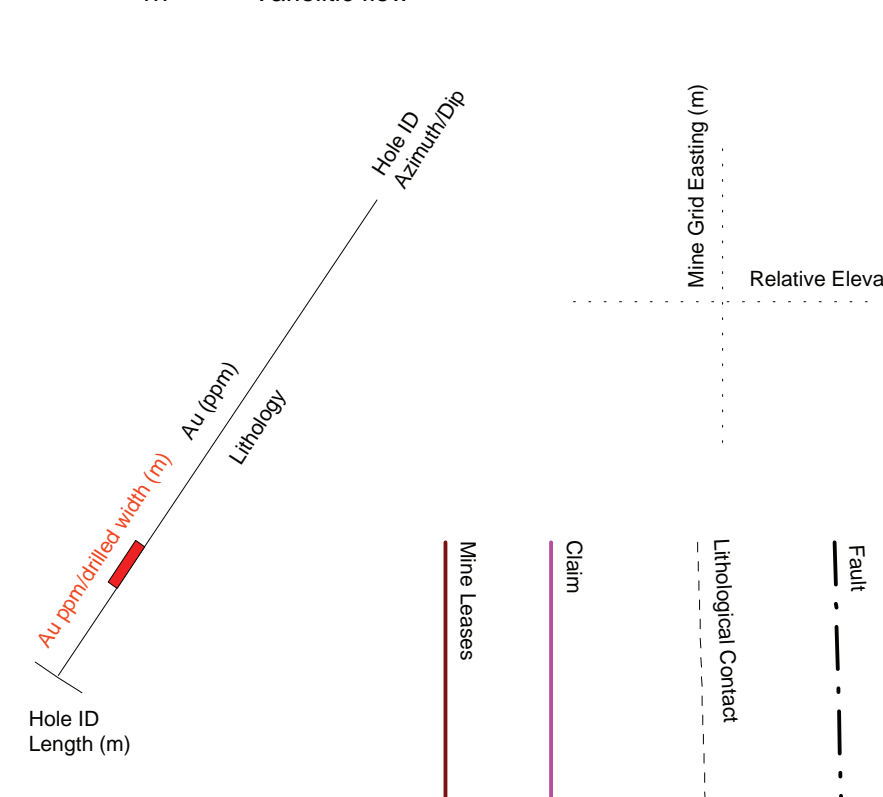 Hole ID
Azimuth/Dip
Mine Grid Easting (m)
Relative Eleva
Au (ppm)
Lithology
Au ppm/drilled width (m)
Hole ID
Length (m)
Mine Leases
Claim
Lithological Contact
Fault